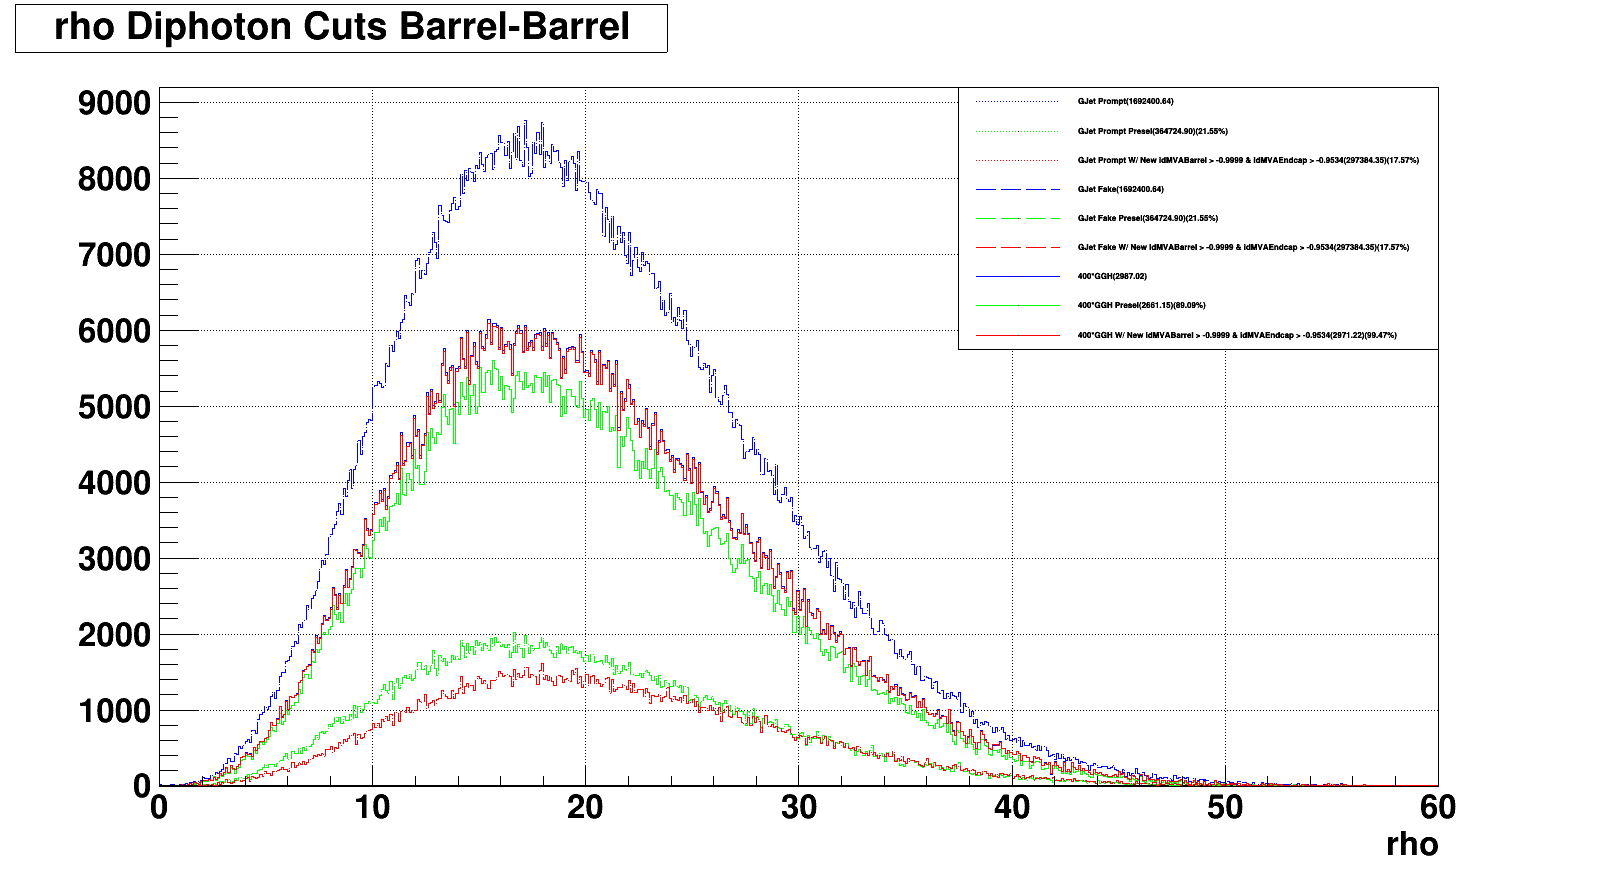 rho Diphoton Cuts Barrel-Barrel
9000
8000
7000
6000
5000
4000
3000
2000
1000
0
GJet Prompt(1692400.64)
GJet Prompt Presel(364724.90)(21.55%)
GJet Prompt W/ New idMVABarrel > -0.9999 & idMVAEndcap > -0.9534(297384.35)(17.57%)
GJet Fake(1692400.64)
GJet Fake Presel(364724.90)(21.55%)
GJet Fake W/ New idMVABarrel > -0.9999 & idMVAEndcap > -0.9534(297384.35)(17.57%)
400*GGH(2987.02)
400*GGH Presel(2661.15)(89.09%)
400*GGH W/ New idMVABarrel > -0.9999 & idMVAEndcap > -0.9534(2971.22)(99.47%)
0 10 20 30 40 50 60
rho